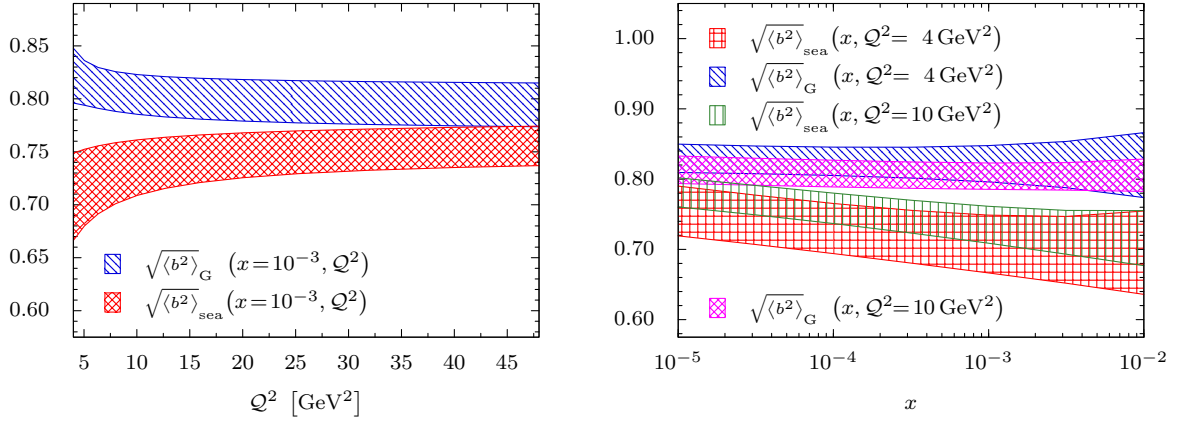 0.85
0.80
0.75
0.70
0.65
0.60
√⟨b²⟩_G (x=10⁻³, Q²)
√⟨b²⟩_sea (x=10⁻³, Q²)
5 10 15 20 25 30 35 40 45
Q² [GeV²]
1.00
0.90
0.80
0.70
0.60
√⟨b²⟩_sea (x, Q²= 4 GeV²)
√⟨b²⟩_G (x, Q²= 4 GeV²)
√⟨b²⟩_sea (x, Q²=10 GeV²)
√⟨b²⟩_G (x, Q²=10 GeV²)
10⁻⁵ 10⁻⁴ 10⁻³ 10⁻²
x